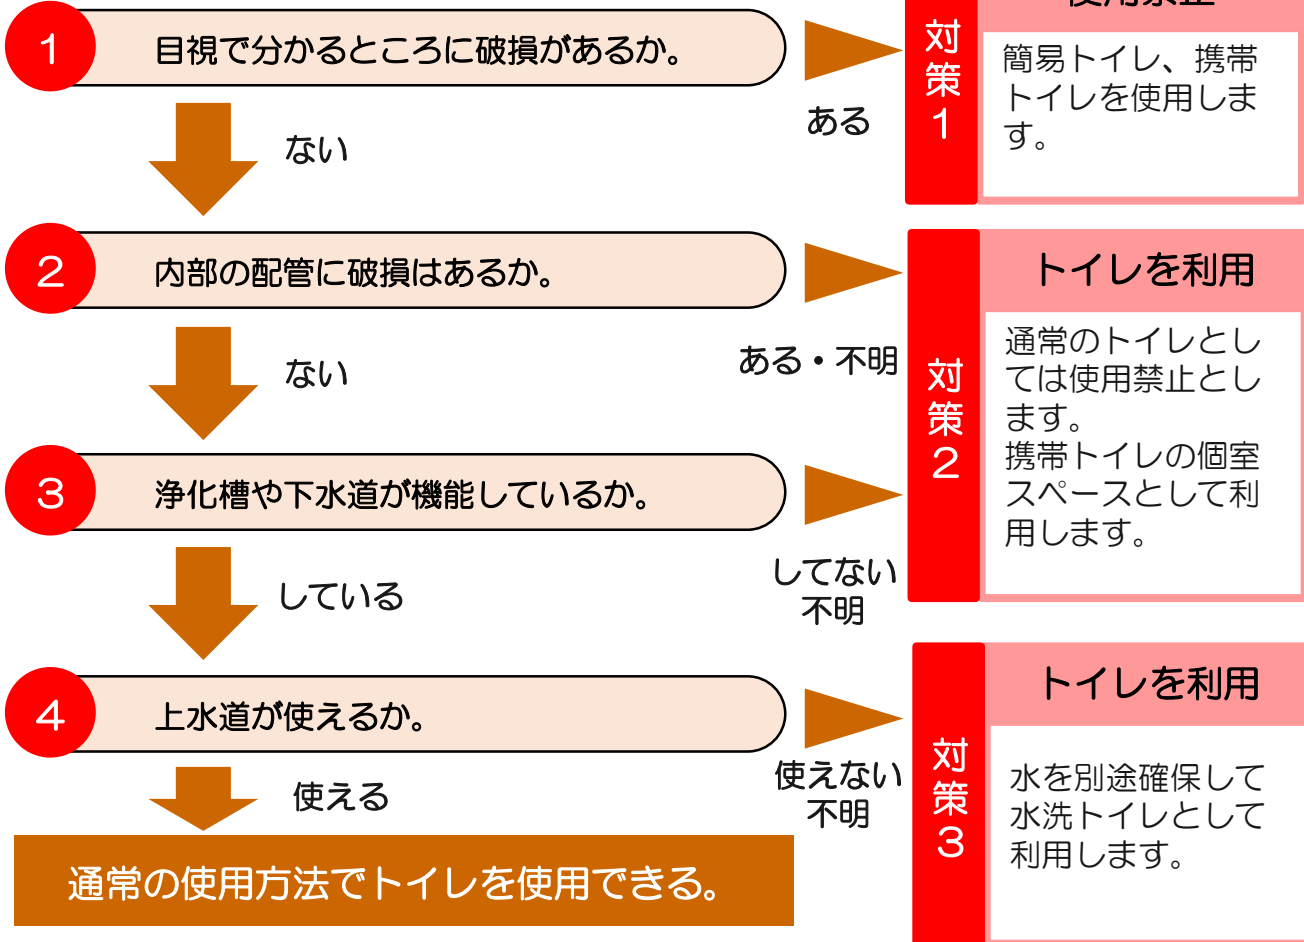 1
目視で分かるところに破損があるか。
ある
ない
対策1
簡易トイレ、携帯
トイレを使用しま
す。
2
内部の配管に破損はあるか。
ある・不明
ない
対策2
トイレを利用
通常のトイレとし
ては使用禁止とし
ます。
携帯トイレの個室
スペースとして利
用します。
3
浄化槽や下水道が機能しているか。
してない
不明
している
4
上水道が使えるか。
使えない
不明
使える
対策3
トイレを利用
水を別途確保して
水洗トイレとして
利用します。
通常の使用方法でトイレを使用できる。